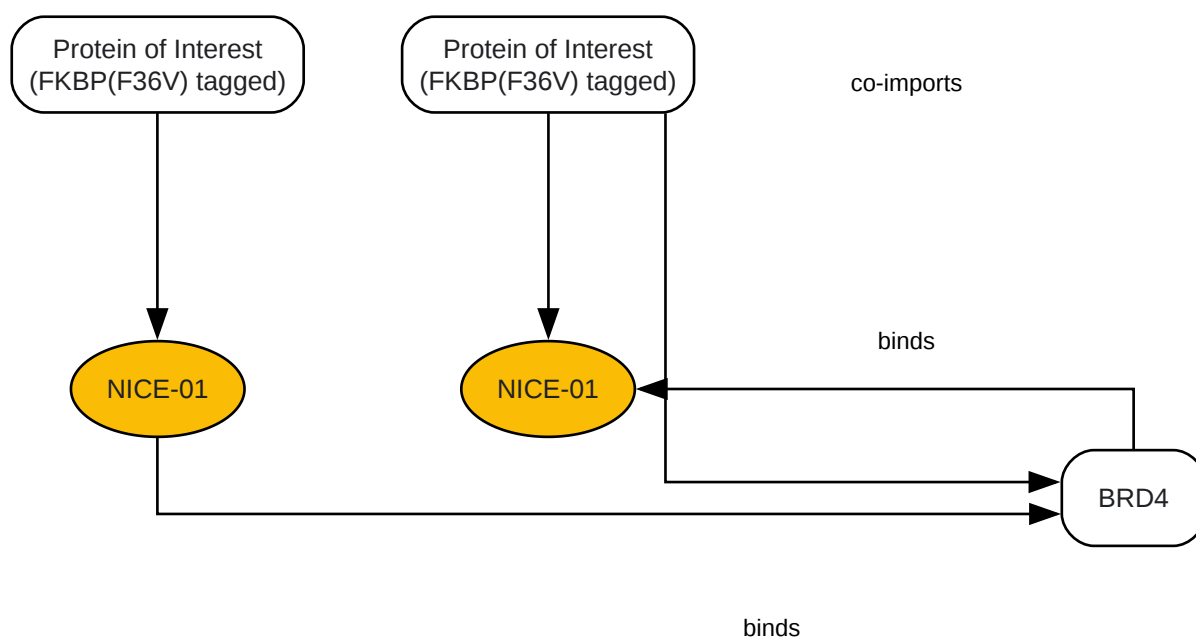 Protein of Interest
(FKBP(F36V) tagged)
Protein of Interest
(FKBP(F36V) tagged)
co-imports
binds
NICE-01
NICE-01
BRD4
binds